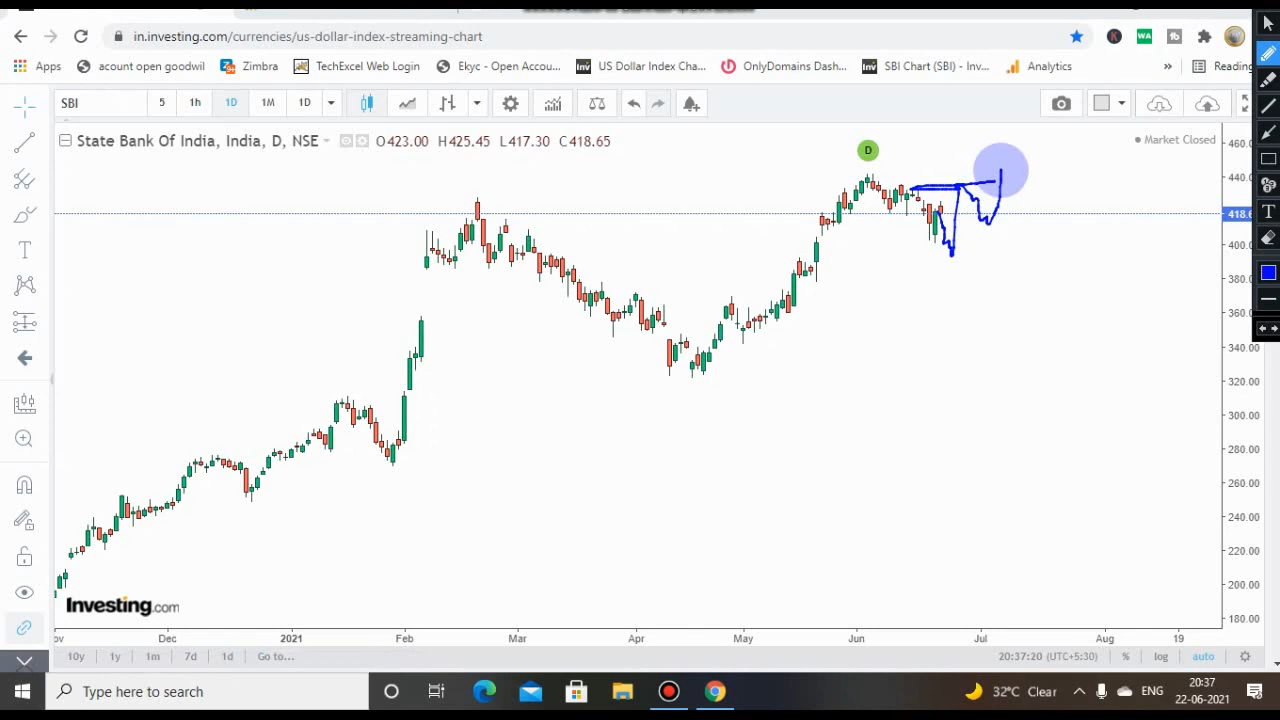 in.investing.com/currencies/us-dollar-index-streaming-chart
Apps
acount open goodwil
Zimbra
TechExcel Web Login
Ekyc - Open Accou...
Inv
US Dollar Index Cha...
OnlyDomains Dash...
Inv
SBI Chart (SBI) - Inv...
Analytics
»
Reading
K
WA
SBI
5
1h
1D
1M
1D
State Bank Of India, India, D, NSE
O423.00 H425.45 L417.30 C418.65
Market Closed
D
T
T
460.
440.
418.6
400.00
380.00
360.00
340.00
320.00
300.00
280.00
260.00
240.00
220.00
200.00
180.00
Investing.com
ov
Dec
2021
Feb
Mar
Apr
May
Jun
Jul
Aug
19
10y
1y
1m
7d
1d
Go to...
20:37:20 (UTC+5:30)
%
log
auto
Type here to search
32°C Clear
ENG
20:37
22-06-2021